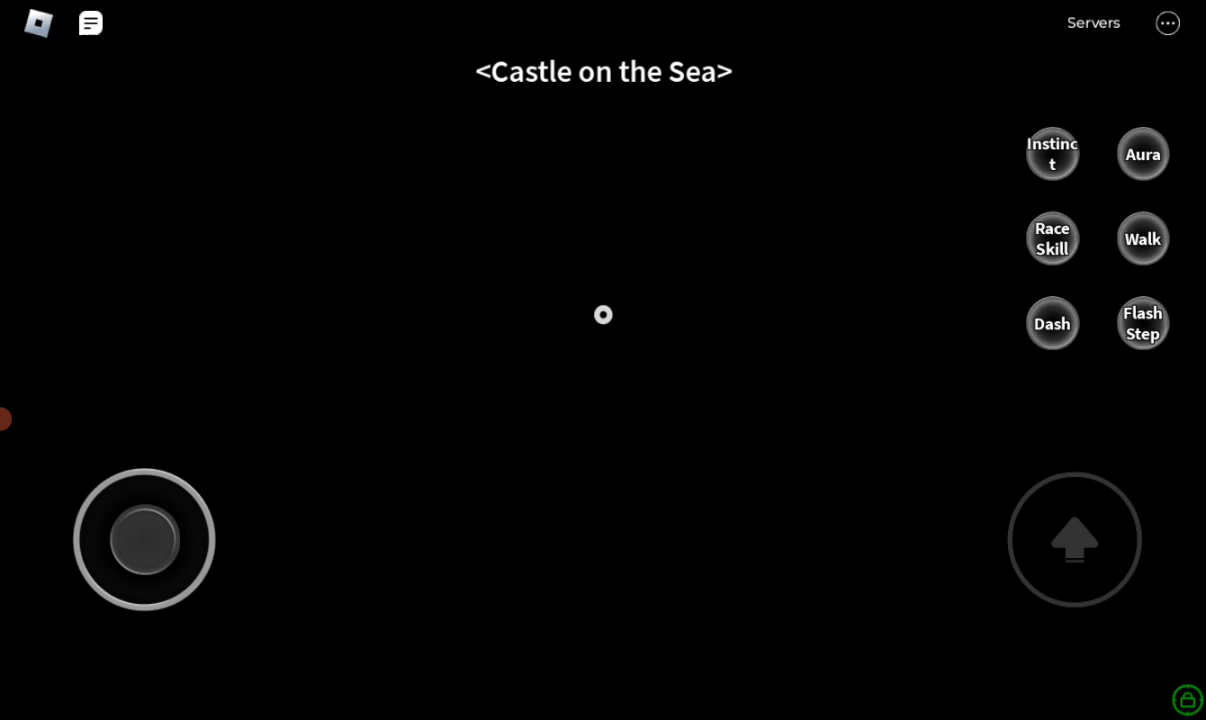 Servers
<Castle on the Sea>
Instinc
t
Aura
Race
Skill
Walk
Dash
Flash
Step